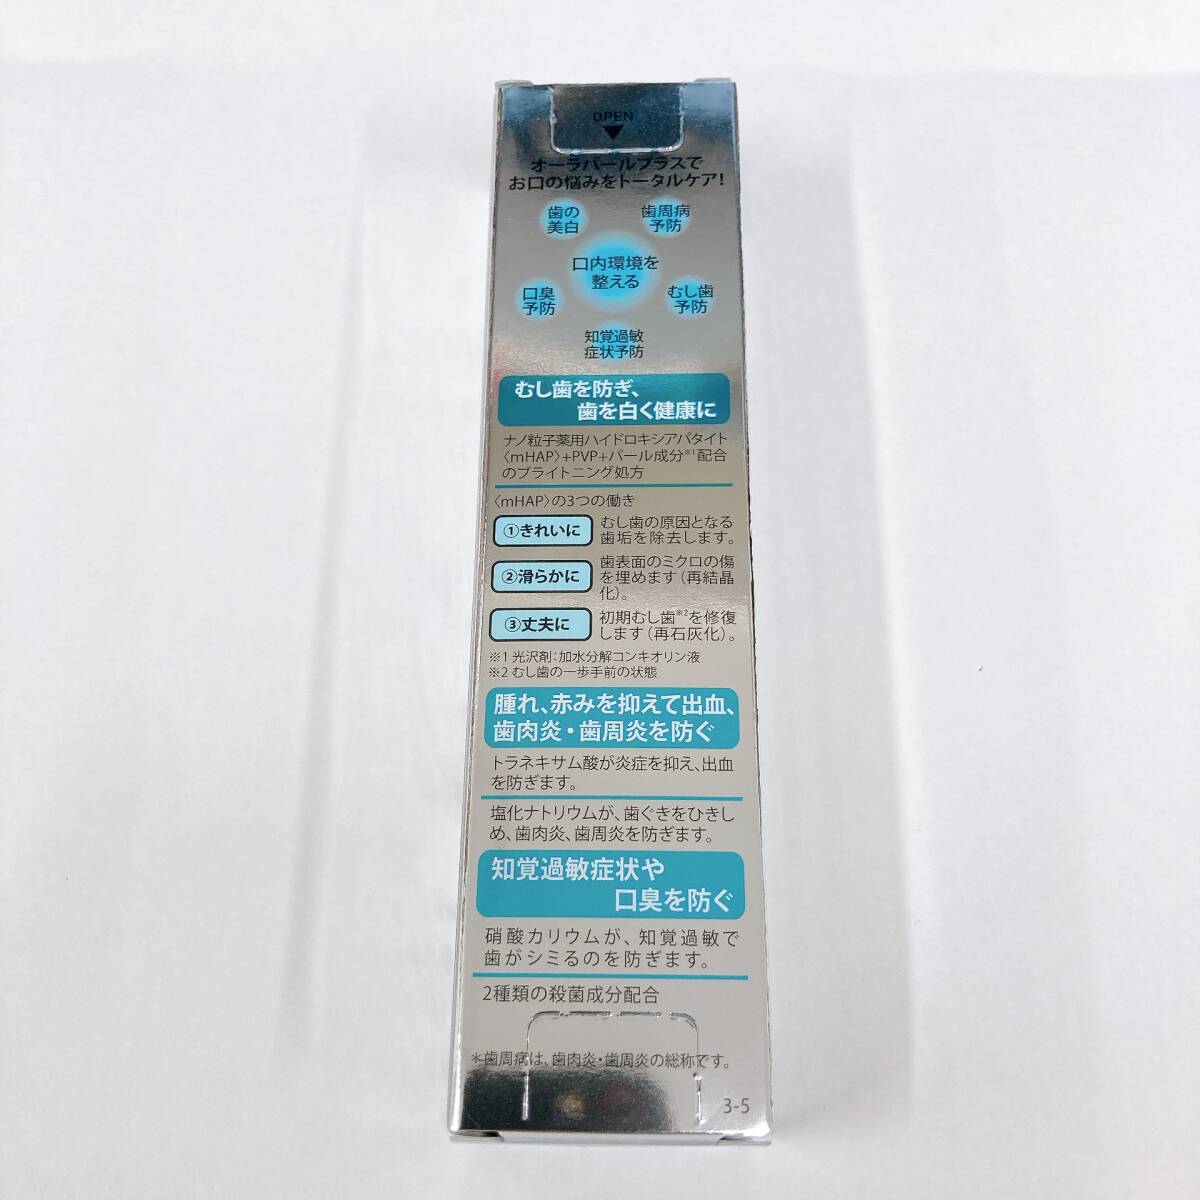 OPEN
オーラパールプラスで
お口の悩みをトータルケア!
歯の
美白
歯周病
予防
口内環境を
整える
口臭
予防
むし歯
予防
知覚過敏
症状予防
むし歯を防ぎ、
歯を白く健康に
ナノ粒子薬用ハイドロキシアパタイト
〈mHAP〉+PVP+パール成分※1配合
のブライトニング処方
〈mHAP〉の3つの働き
①きれいに
むし歯の原因となる
歯垢を除去します。
②滑らかに
歯表面のミクロの傷
を埋めます(再結晶
化)。
③丈夫に
初期むし歯※2を修復
します(再石灰化)。
※1 光沢剤:加水分解コンキオリン液
※2 むし歯の一歩手前の状態
腫れ、赤みを抑えて出血、
歯肉炎・歯周炎を防ぐ
トラネキサム酸が炎症を抑え、出血
を防ぎます。
塩化ナトリウムが、歯ぐきをひきし
め、歯肉炎、歯周炎を防ぎます。
知覚過敏症状や
口臭を防ぐ
硝酸カリウムが、知覚過敏で
歯がシミるのを防ぎます。
2種類の殺菌成分配合
＊歯周病は、歯肉炎・歯周炎の総称です。
3-5